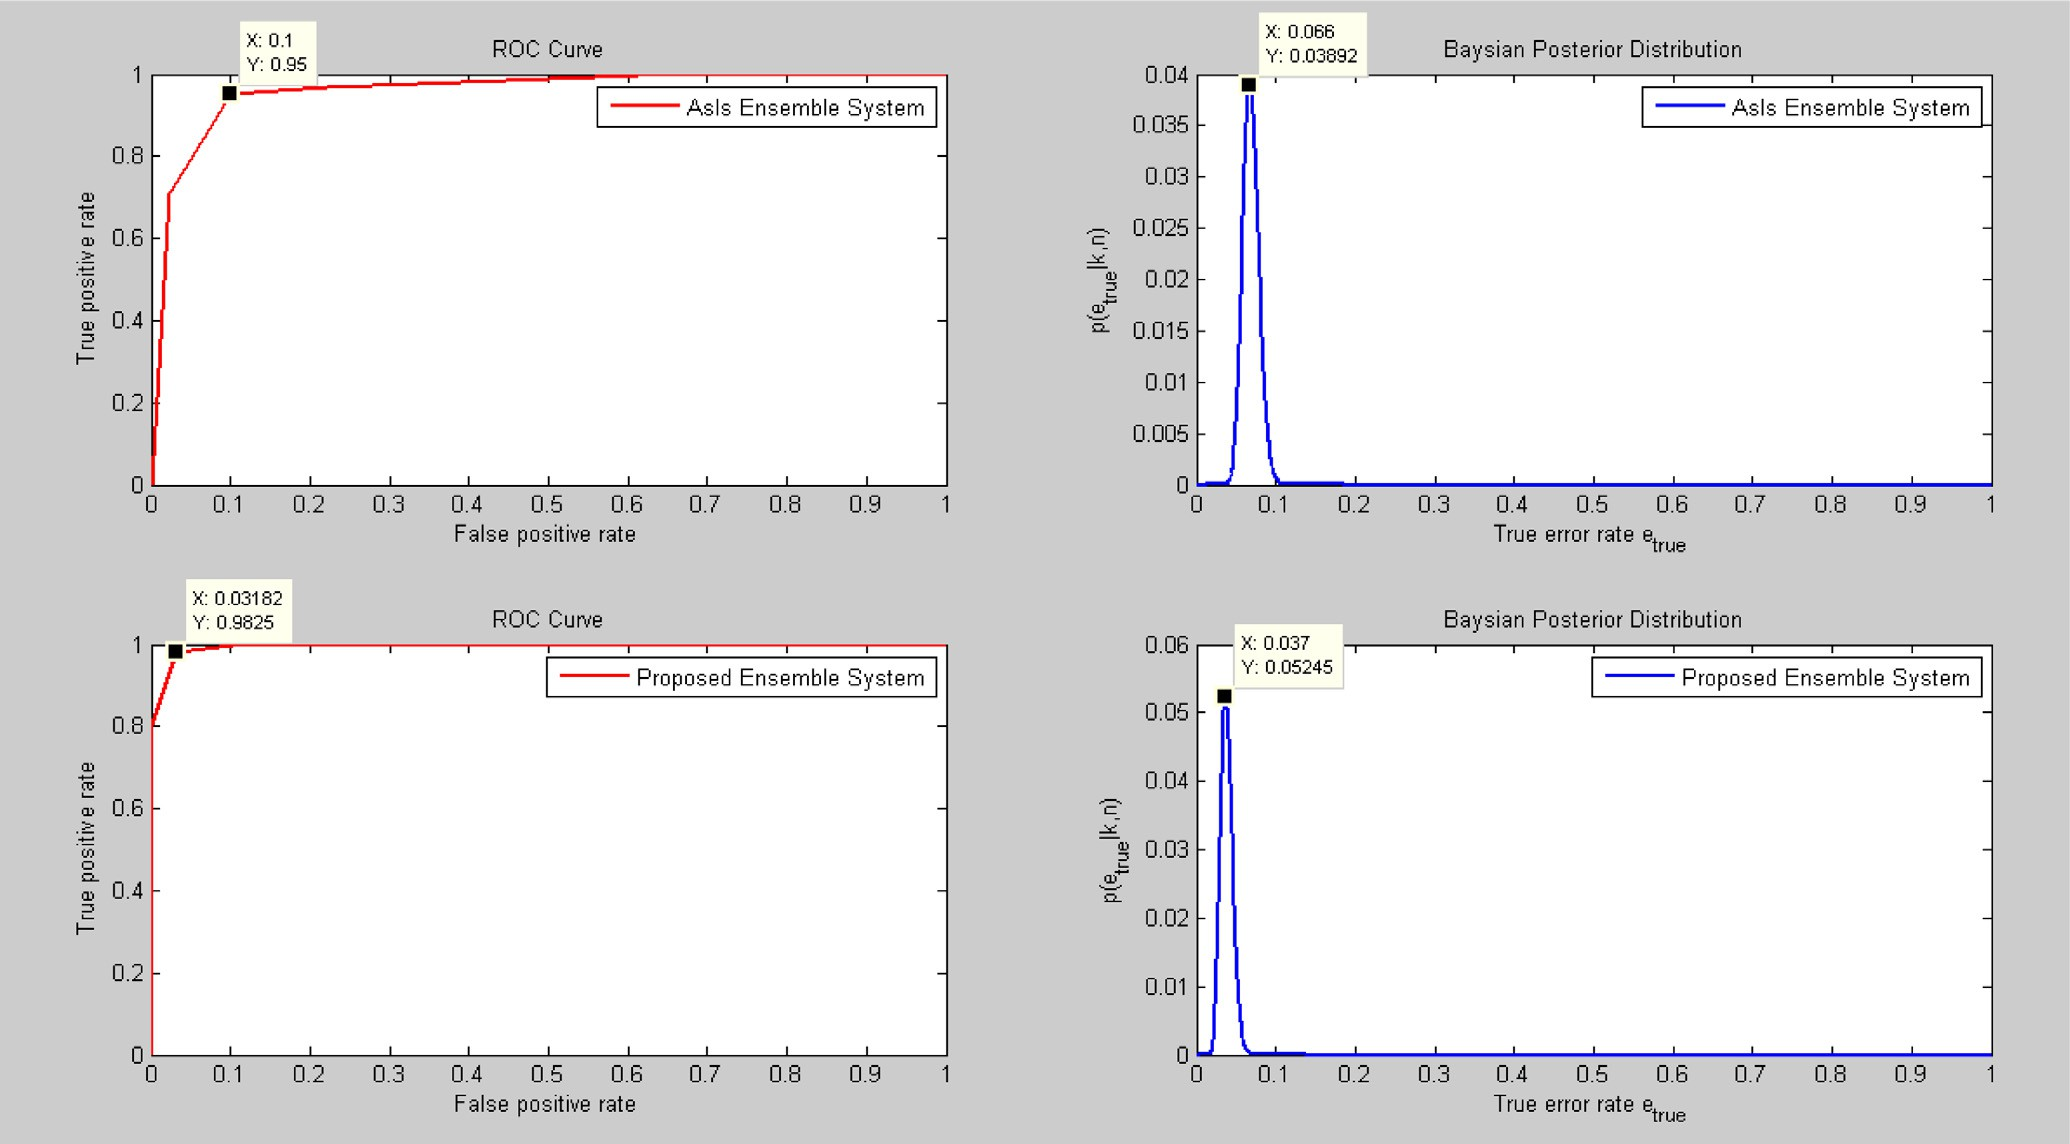 X: 0.1
Y: 0.95
ROC Curve
1
0.8
0.6
0.4
0.2
0
True positive rate
AsIs Ensemble System
0 0.1 0.2 0.3 0.4 0.5 0.6 0.7 0.8 0.9 1
False positive rate
X: 0.066
Y: 0.03892
Baysian Posterior Distribution
0.04
0.035
0.03
0.025
0.02
0.015
0.01
0.005
0
p(e_true|k,n)
AsIs Ensemble System
0 0.1 0.2 0.3 0.4 0.5 0.6 0.7 0.8 0.9 1
True error rate e_true
X: 0.03182
Y: 0.9825
ROC Curve
1
0.8
0.6
0.4
0.2
0
True positive rate
Proposed Ensemble System
0 0.1 0.2 0.3 0.4 0.5 0.6 0.7 0.8 0.9 1
False positive rate
Baysian Posterior Distribution
X: 0.037
Y: 0.05245
0.06
0.05
0.04
0.03
0.02
0.01
0
p(e_true|k,n)
Proposed Ensemble System
0 0.1 0.2 0.3 0.4 0.5 0.6 0.7 0.8 0.9 1
True error rate e_true